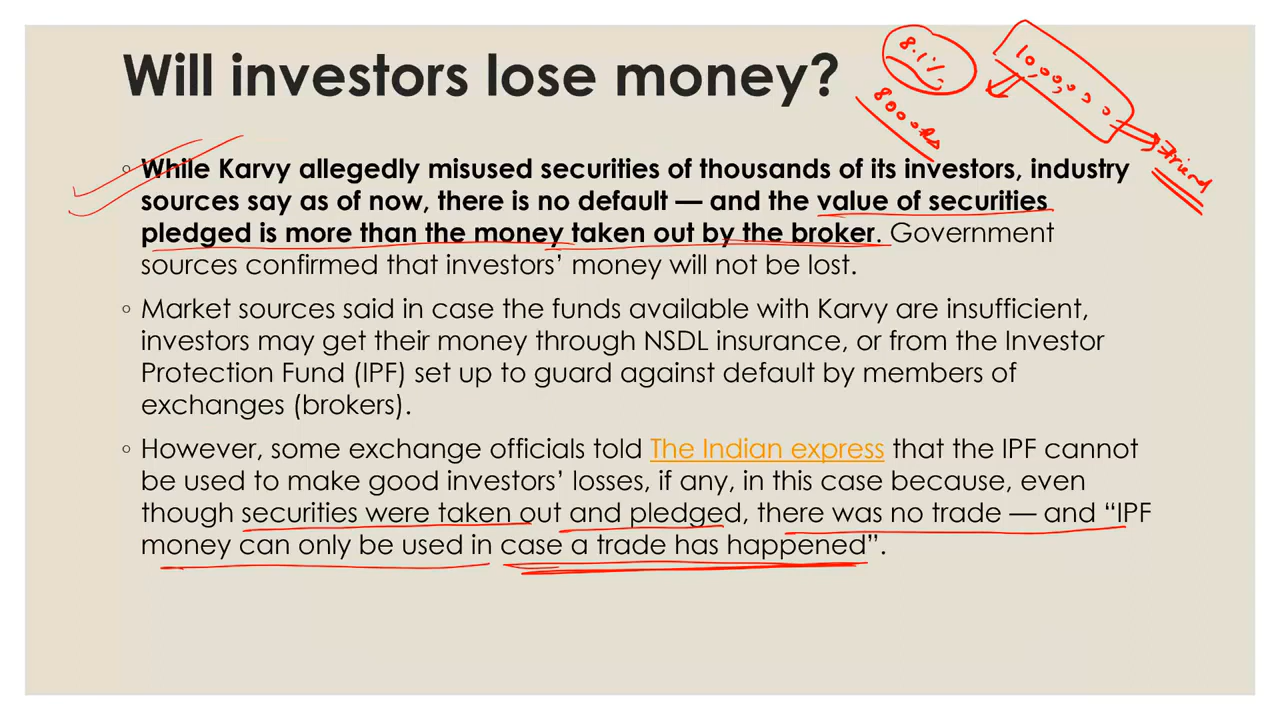 Will investors lose money?
8.1%
8000Rs
10,00,000
Friend
◦ While Karvy allegedly misused securities of thousands of its investors, industry
sources say as of now, there is no default — and the value of securities
pledged is more than the money taken out by the broker. Government
sources confirmed that investors’ money will not be lost.
◦ Market sources said in case the funds available with Karvy are insufficient,
investors may get their money through NSDL insurance, or from the Investor
Protection Fund (IPF) set up to guard against default by members of
exchanges (brokers).
◦ However, some exchange officials told The Indian express that the IPF cannot
be used to make good investors’ losses, if any, in this case because, even
though securities were taken out and pledged, there was no trade — and “IPF
money can only be used in case a trade has happened”.